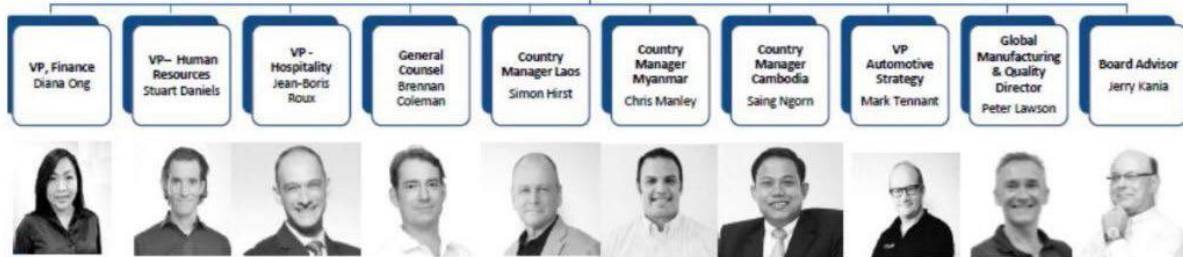 VP, Finance
Diana Ong
VP– Human
Resources
Stuart Daniels
VP -
Hospitality
Jean-Boris
Roux
General
Counsel
Brennan
Coleman
Country
Manager Laos
Simon Hirst
Country
Manager
Myanmar
Chris Manley
Country
Manager
Cambodia
Saing Ngorn
VP
Automotive
Strategy
Mark Tennant
Global
Manufacturing
& Quality
Director
Peter Lawson
Board Advisor
Jerry Kania